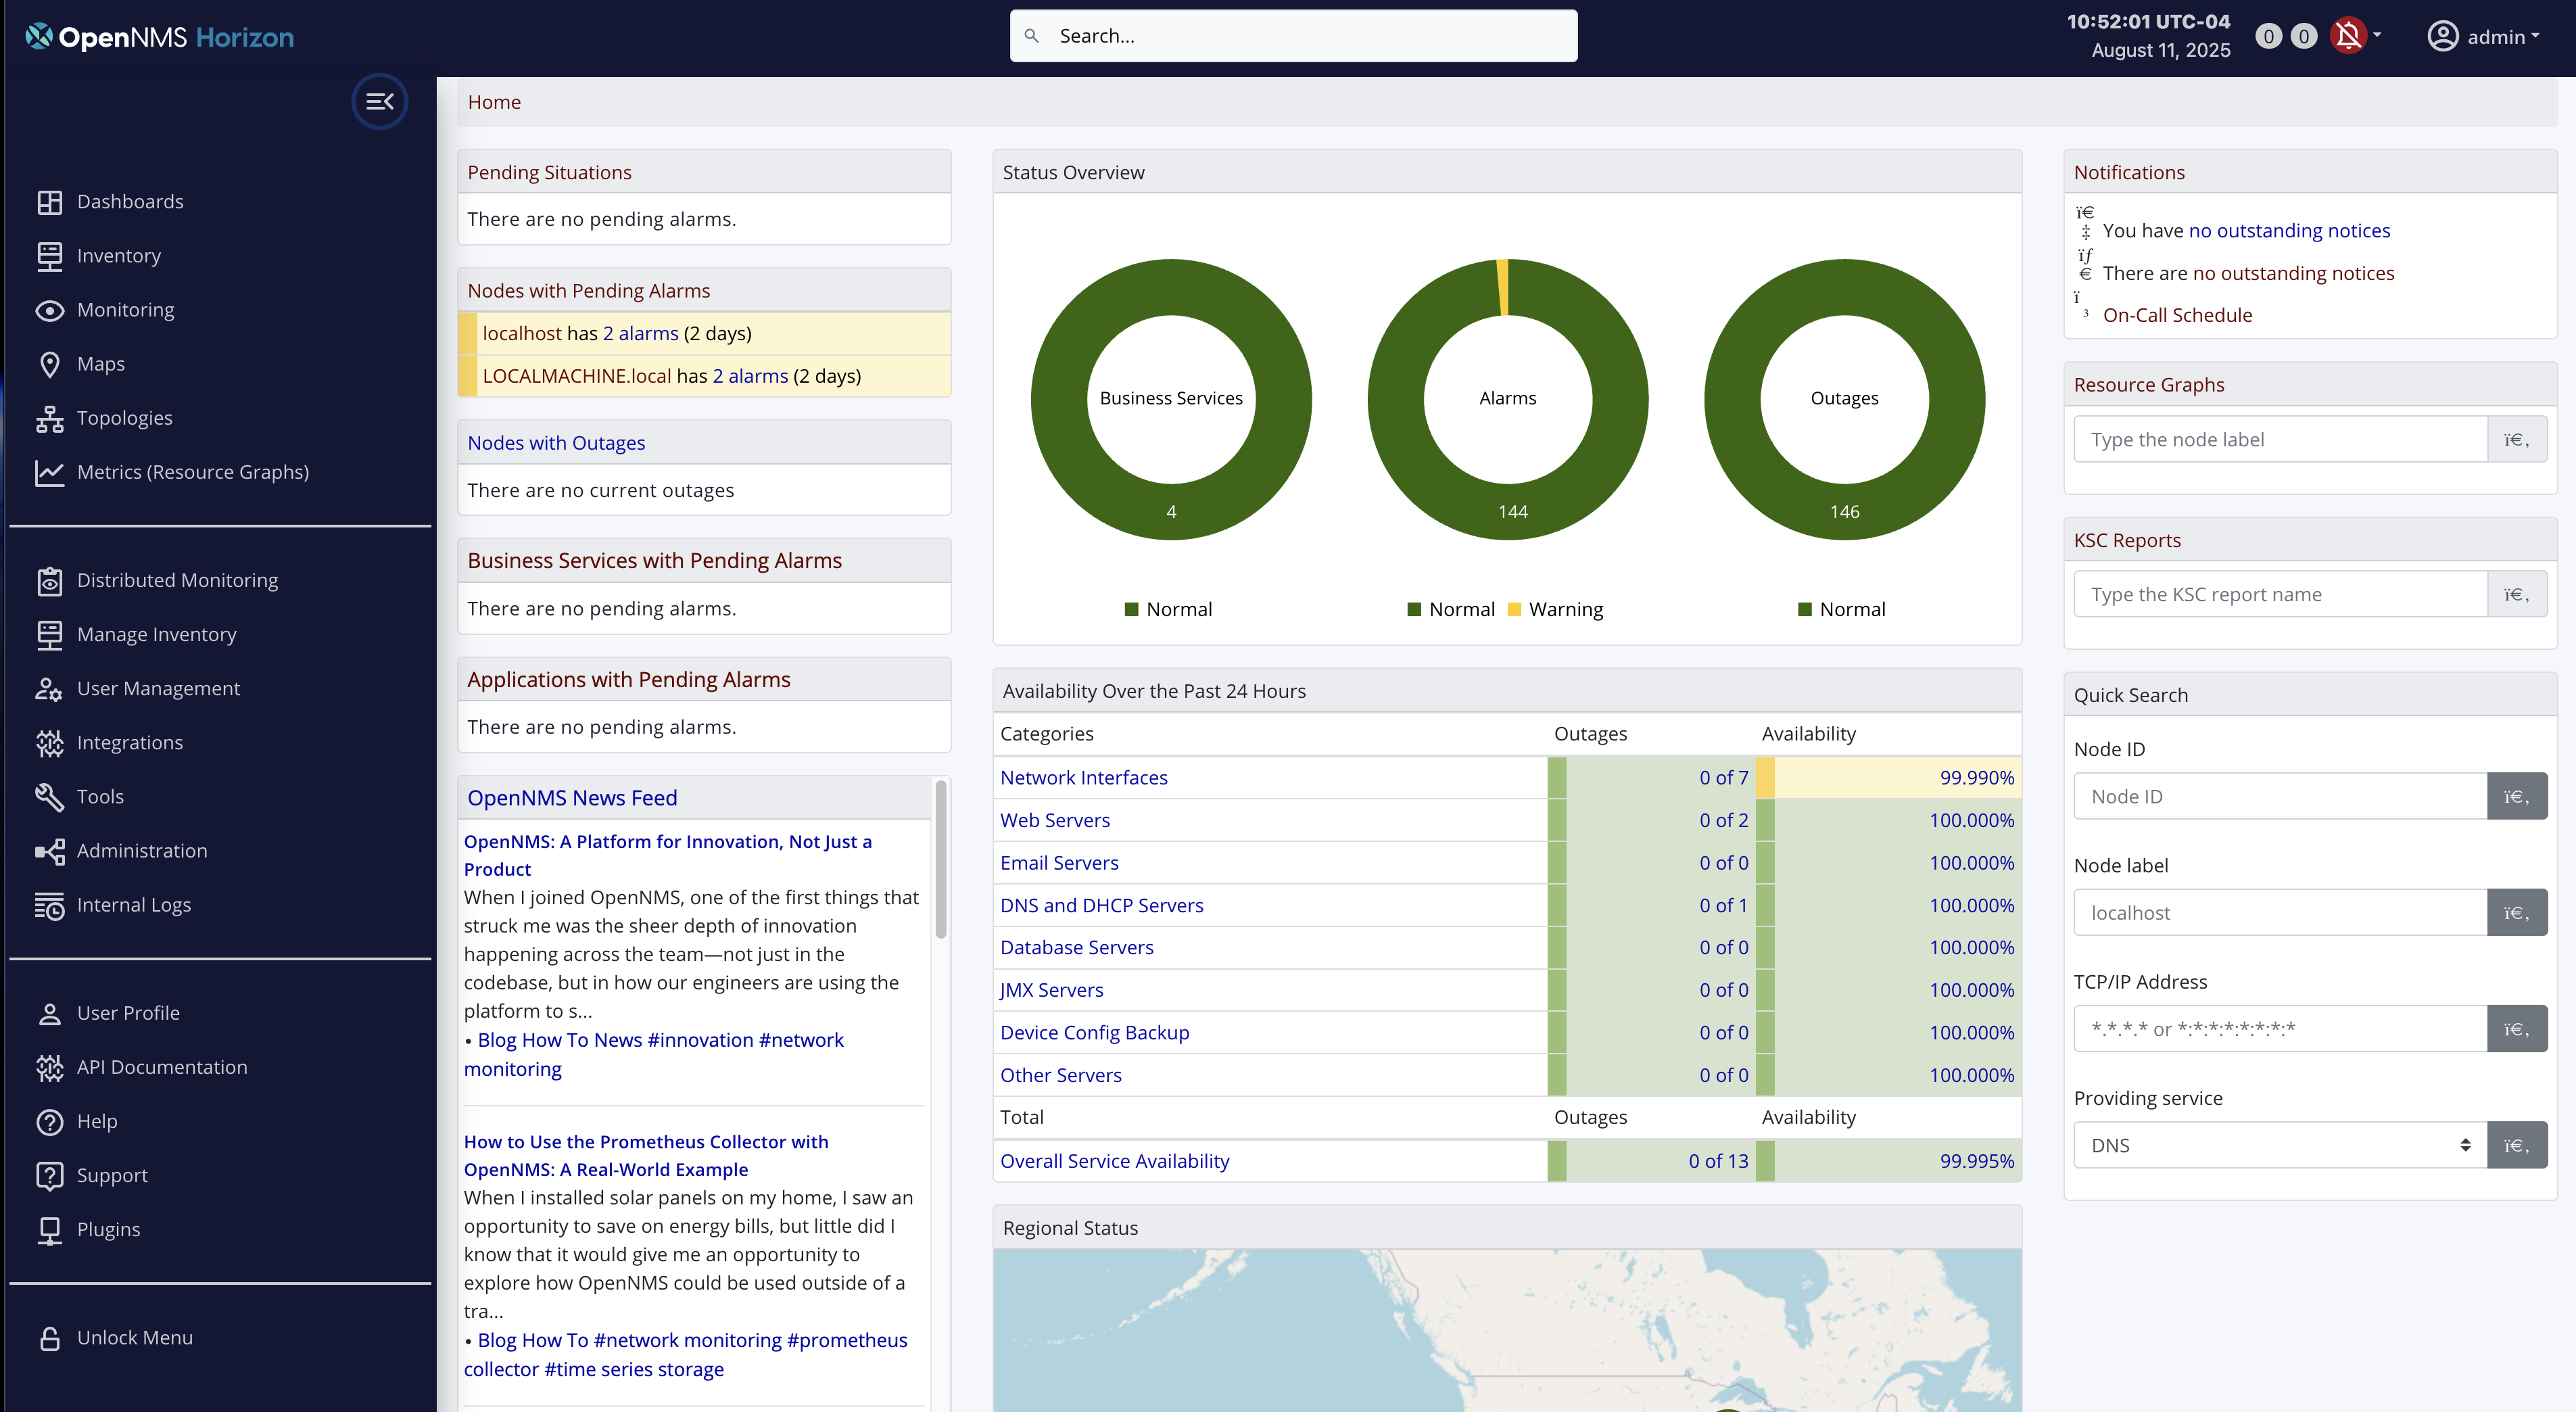 OpenNMS Horizon
Search...
10:52:01 UTC-04
August 11, 2025
0 0
admin
Dashboards
Inventory
Monitoring
Maps
Topologies
Metrics (Resource Graphs)
Distributed Monitoring
Manage Inventory
User Management
Integrations
Tools
Administration
Internal Logs
User Profile
API Documentation
Help
Support
Plugins
Unlock Menu
Home
Pending Situations
There are no pending alarms.
Nodes with Pending Alarms
localhost has 2 alarms (2 days)
LOCALMACHINE.local has 2 alarms (2 days)
Nodes with Outages
There are no current outages
Business Services with Pending Alarms
There are no pending alarms.
Applications with Pending Alarms
There are no pending alarms.
OpenNMS News Feed
OpenNMS: A Platform for Innovation, Not Just a
Product
When I joined OpenNMS, one of the first things that
struck me was the sheer depth of innovation
happening across the team—not just in the
codebase, but in how our engineers are using the
platform to s...
• Blog How To News #innovation #network
monitoring
How to Use the Prometheus Collector with
OpenNMS: A Real-World Example
When I installed solar panels on my home, I saw an
opportunity to save on energy bills, but little did I
know that it would give me an opportunity to
explore how OpenNMS could be used outside of a
tra...
• Blog How To #network monitoring #prometheus
collector #time series storage
Status Overview
Business Services
4
Normal
Alarms
144
Normal Warning
Outages
146
Normal
Availability Over the Past 24 Hours
Categories Outages Availability
Network Interfaces 0 of 7 99.990%
Web Servers 0 of 2 100.000%
Email Servers 0 of 0 100.000%
DNS and DHCP Servers 0 of 1 100.000%
Database Servers 0 of 0 100.000%
JMX Servers 0 of 0 100.000%
Device Config Backup 0 of 0 100.000%
Other Servers 0 of 0 100.000%
Total Outages Availability
Overall Service Availability 0 of 13 99.995%
Regional Status
Notifications
ï€
‡ You have no outstanding notices
ïƒ
€ There are no outstanding notices
ï
³ On-Call Schedule
Resource Graphs
Type the node label ï€‚
KSC Reports
Type the KSC report name ï€‚
Quick Search
Node ID
Node ID ï€‚
Node label
localhost ï€‚
TCP/IP Address
*.*.*.* or *:*:*:*:*:*:*:* ï€‚
Providing service
DNS ï€‚